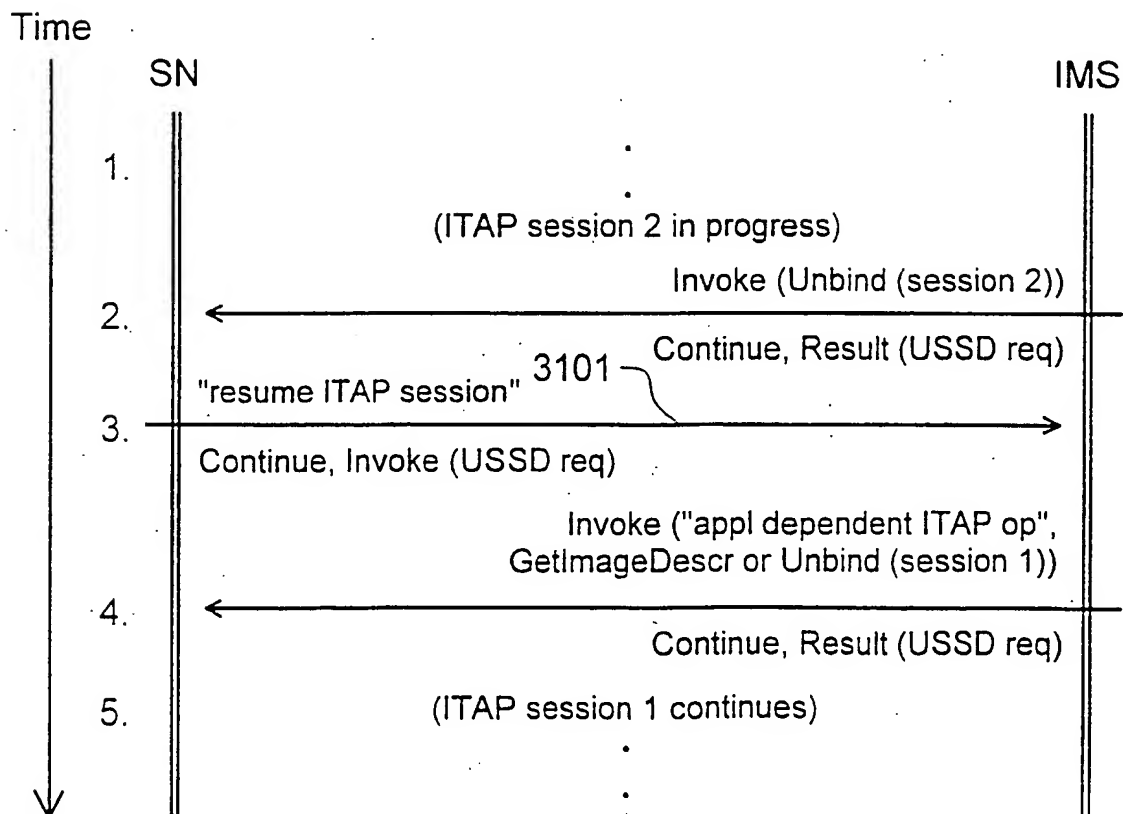 Time
SN
IMS
1.
(ITAP session 2 in progress)
Invoke (Unbind (session 2))
2.
Continue, Result (USSD req)
3101
"resume ITAP session"
3.
Continue, Invoke (USSD req)
Invoke ("appl dependent ITAP op",
GetImageDescr or Unbind (session 1))
4.
Continue, Result (USSD req)
5.
(ITAP session 1 continues)